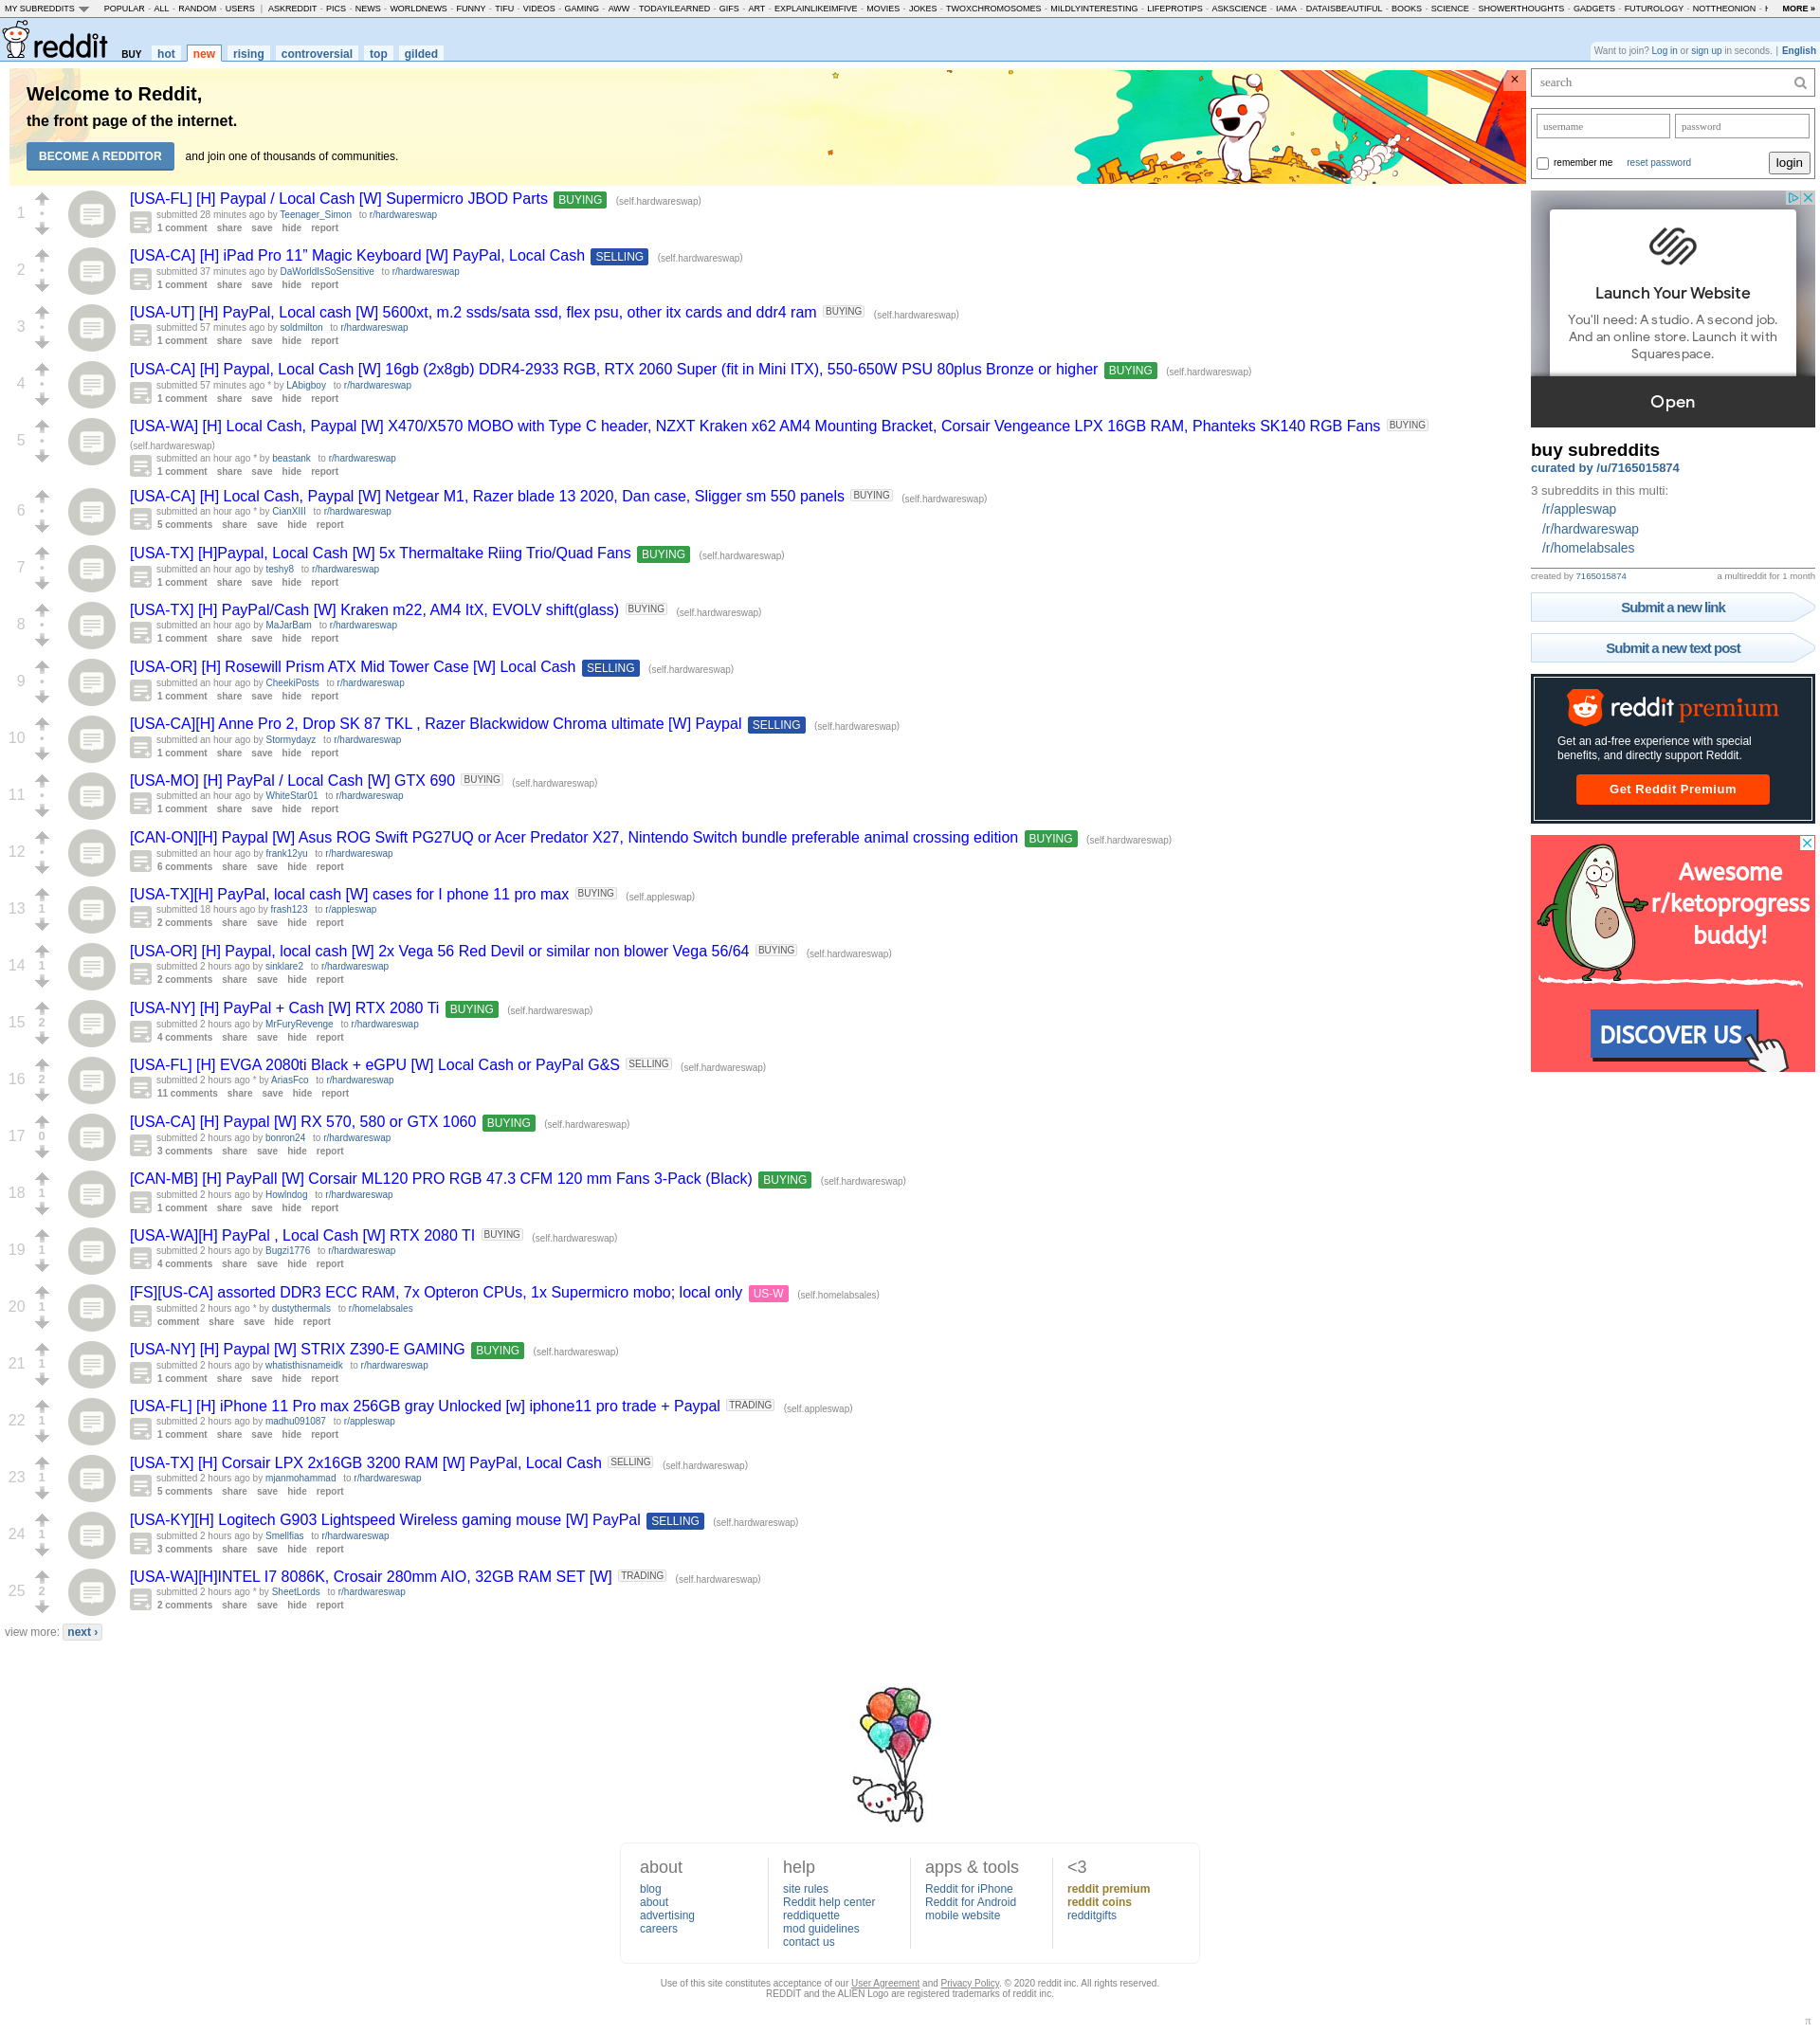 MY SUBREDDITS POPULAR - ALL - RANDOM - USERS | ASKREDDIT - PICS - NEWS - WORLDNEWS - FUNNY - TIFU - VIDEOS - GAMING - AWW - TODAYILEARNED - GIFS - ART - EXPLAINLIKEIMFIVE - MOVIES - JOKES - TWOXCHROMOSOMES - MILDLYINTERESTING - LIFEPROTIPS - ASKSCIENCE - IAMA - DATAISBEAUTIFUL - BOOKS - SCIENCE - SHOWERTHOUGHTS - GADGETS - FUTUROLOGY - NOTTHEONION - MORE »
reddit BUY hot new rising controversial top gilded
Want to join? Log in or sign up in seconds. | English
Welcome to Reddit,
the front page of the internet.
BECOME A REDDITOR and join one of thousands of communities.
×
1
[USA-FL] [H] Paypal / Local Cash [W] Supermicro JBOD Parts BUYING (self.hardwareswap)
submitted 28 minutes ago by Teenager_Simon to r/hardwareswap
1 comment share save hide report
2
[USA-CA] [H] iPad Pro 11" Magic Keyboard [W] PayPal, Local Cash SELLING (self.hardwareswap)
submitted 37 minutes ago by DaWorldIsSoSensitive to r/hardwareswap
1 comment share save hide report
3
[USA-UT] [H] PayPal, Local cash [W] 5600xt, m.2 ssds/sata ssd, flex psu, other itx cards and ddr4 ram BUYING (self.hardwareswap)
submitted 57 minutes ago by soldmilton to r/hardwareswap
1 comment share save hide report
4
[USA-CA] [H] Paypal, Local Cash [W] 16gb (2x8gb) DDR4-2933 RGB, RTX 2060 Super (fit in Mini ITX), 550-650W PSU 80plus Bronze or higher BUYING (self.hardwareswap)
submitted 57 minutes ago * by LAbigboy to r/hardwareswap
1 comment share save hide report
5
[USA-WA] [H] Local Cash, Paypal [W] X470/X570 MOBO with Type C header, NZXT Kraken x62 AM4 Mounting Bracket, Corsair Vengeance LPX 16GB RAM, Phanteks SK140 RGB Fans BUYING
(self.hardwareswap)
submitted an hour ago * by beastank to r/hardwareswap
1 comment share save hide report
6
[USA-CA] [H] Local Cash, Paypal [W] Netgear M1, Razer blade 13 2020, Dan case, Sligger sm 550 panels BUYING (self.hardwareswap)
submitted an hour ago * by CianXIII to r/hardwareswap
5 comments share save hide report
7
[USA-TX] [H]Paypal, Local Cash [W] 5x Thermaltake Riing Trio/Quad Fans BUYING (self.hardwareswap)
submitted an hour ago by teshy8 to r/hardwareswap
1 comment share save hide report
8
[USA-TX] [H] PayPal/Cash [W] Kraken m22, AM4 ItX, EVOLV shift(glass) BUYING (self.hardwareswap)
submitted an hour ago by MaJarBam to r/hardwareswap
1 comment share save hide report
9
[USA-OR] [H] Rosewill Prism ATX Mid Tower Case [W] Local Cash SELLING (self.hardwareswap)
submitted an hour ago by CheekiPosts to r/hardwareswap
1 comment share save hide report
10
[USA-CA][H] Anne Pro 2, Drop SK 87 TKL , Razer Blackwidow Chroma ultimate [W] Paypal SELLING (self.hardwareswap)
submitted an hour ago by Stormydayz to r/hardwareswap
1 comment share save hide report
11
[USA-MO] [H] PayPal / Local Cash [W] GTX 690 BUYING (self.hardwareswap)
submitted an hour ago by WhiteStar01 to r/hardwareswap
1 comment share save hide report
12
[CAN-ON][H] Paypal [W] Asus ROG Swift PG27UQ or Acer Predator X27, Nintendo Switch bundle preferable animal crossing edition BUYING (self.hardwareswap)
submitted an hour ago by frank12yu to r/hardwareswap
6 comments share save hide report
13 1
[USA-TX][H] PayPal, local cash [W] cases for I phone 11 pro max BUYING (self.appleswap)
submitted 18 hours ago by frash123 to r/appleswap
2 comments share save hide report
14 1
[USA-OR] [H] Paypal, local cash [W] 2x Vega 56 Red Devil or similar non blower Vega 56/64 BUYING (self.hardwareswap)
submitted 2 hours ago by sinklare2 to r/hardwareswap
2 comments share save hide report
15 2
[USA-NY] [H] PayPal + Cash [W] RTX 2080 Ti BUYING (self.hardwareswap)
submitted 2 hours ago by MrFuryRevenge to r/hardwareswap
4 comments share save hide report
16 2
[USA-FL] [H] EVGA 2080ti Black + eGPU [W] Local Cash or PayPal G&S SELLING (self.hardwareswap)
submitted 2 hours ago * by AriasFco to r/hardwareswap
11 comments share save hide report
17 0
[USA-CA] [H] Paypal [W] RX 570, 580 or GTX 1060 BUYING (self.hardwareswap)
submitted 2 hours ago by bonron24 to r/hardwareswap
3 comments share save hide report
18 1
[CAN-MB] [H] PayPall [W] Corsair ML120 PRO RGB 47.3 CFM 120 mm Fans 3-Pack (Black) BUYING (self.hardwareswap)
submitted 2 hours ago by Howlndog to r/hardwareswap
1 comment share save hide report
19 1
[USA-WA][H] PayPal , Local Cash [W] RTX 2080 TI BUYING (self.hardwareswap)
submitted 2 hours ago by Bugzi1776 to r/hardwareswap
4 comments share save hide report
20 1
[FS][US-CA] assorted DDR3 ECC RAM, 7x Opteron CPUs, 1x Supermicro mobo; local only US-W (self.homelabsales)
submitted 2 hours ago * by dustythermals to r/homelabsales
comment share save hide report
21 1
[USA-NY] [H] Paypal [W] STRIX Z390-E GAMING BUYING (self.hardwareswap)
submitted 2 hours ago by whatisthisnameidk to r/hardwareswap
1 comment share save hide report
22 1
[USA-FL] [H] iPhone 11 Pro max 256GB gray Unlocked [w] iphone11 pro trade + Paypal TRADING (self.appleswap)
submitted 2 hours ago by madhu091087 to r/appleswap
1 comment share save hide report
23 1
[USA-TX] [H] Corsair LPX 2x16GB 3200 RAM [W] PayPal, Local Cash SELLING (self.hardwareswap)
submitted 2 hours ago by mjanmohammad to r/hardwareswap
5 comments share save hide report
24 1
[USA-KY][H] Logitech G903 Lightspeed Wireless gaming mouse [W] PayPal SELLING (self.hardwareswap)
submitted 2 hours ago by Smellfias to r/hardwareswap
3 comments share save hide report
25 2
[USA-WA][H]INTEL I7 8086K, Crosair 280mm AIO, 32GB RAM SET [W] TRADING (self.hardwareswap)
submitted 2 hours ago * by SheetLords to r/hardwareswap
2 comments share save hide report
view more: next ›
search
username password
remember me reset password login
Launch Your Website
You'll need: A studio. A second job.
And an online store. Launch it with
Squarespace.
Open
buy subreddits
curated by /u/7165015874
3 subreddits in this multi:
/r/appleswap
/r/hardwareswap
/r/homelabsales
created by 7165015874 a multireddit for 1 month
Submit a new link
Submit a new text post
reddit premium
Get an ad-free experience with special
benefits, and directly support Reddit.
Get Reddit Premium
Awesome
r/ketoprogress
buddy!
DISCOVER US
about
blog
about
advertising
careers
help
site rules
Reddit help center
reddiquette
mod guidelines
contact us
apps & tools
Reddit for iPhone
Reddit for Android
mobile website
<3
reddit premium
reddit coins
redditgifts
Use of this site constitutes acceptance of our User Agreement and Privacy Policy. © 2020 reddit inc. All rights reserved.
REDDIT and the ALIEN Logo are registered trademarks of reddit inc.
π